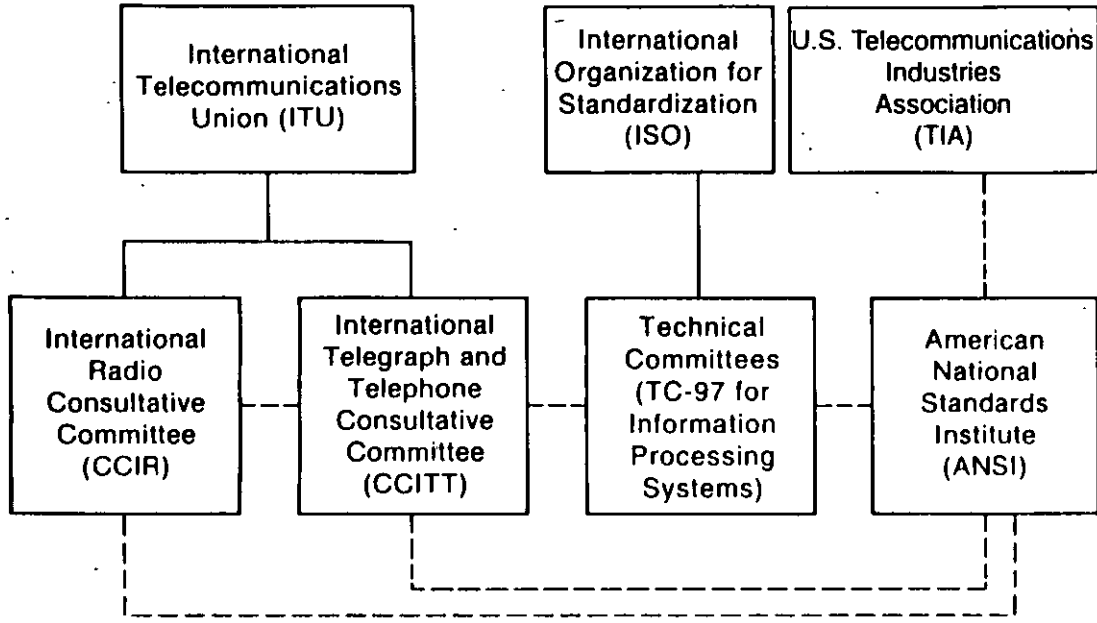 International
Telecommunications
Union (ITU)
International
Organization for
Standardization
(ISO)
U.S. Telecommunications
Industries
Association
(TIA)
International
Radio
Consultative
Committee
(CCIR)
International
Telegraph and
Telephone
Consultative
Committee
(CCITT)
Technical
Committees
(TC-97 for
Information
Processing
Systems)
American
National
Standards
Institute
(ANSI)